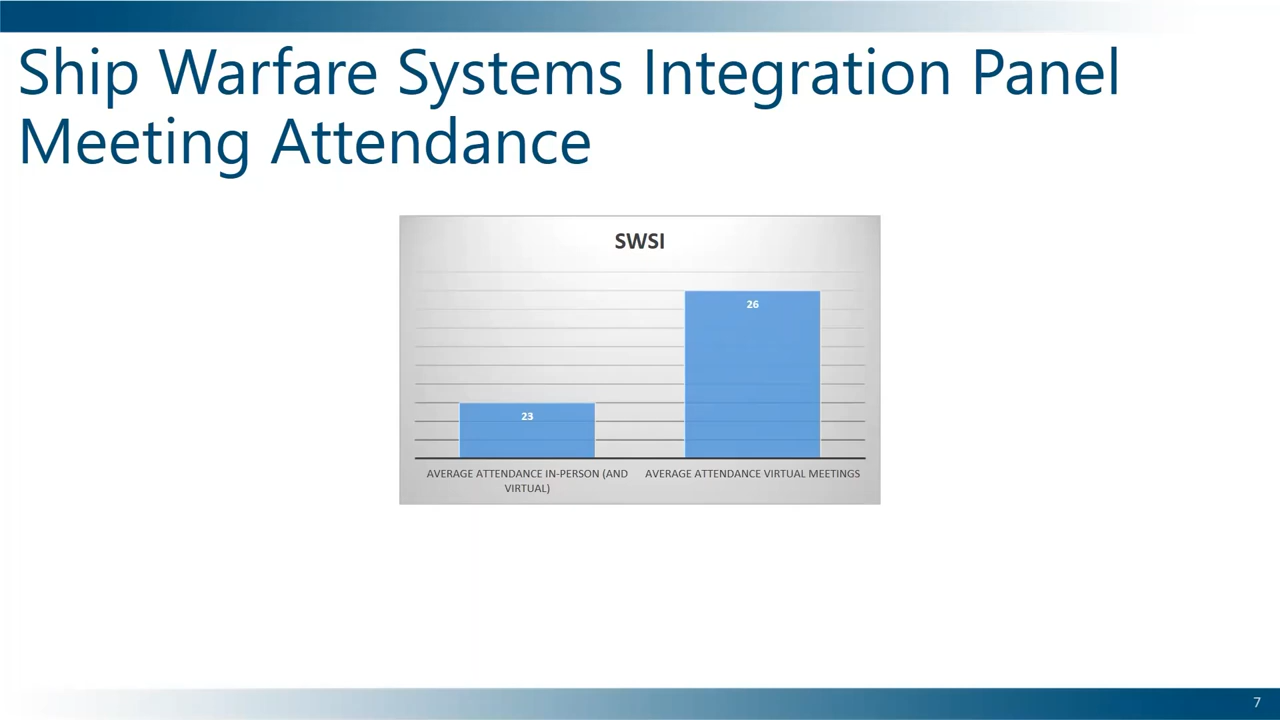 Ship Warfare Systems Integration Panel
Meeting Attendance
SWSI
26
23
AVERAGE ATTENDANCE IN-PERSON (AND
VIRTUAL)
AVERAGE ATTENDANCE VIRTUAL MEETINGS
7